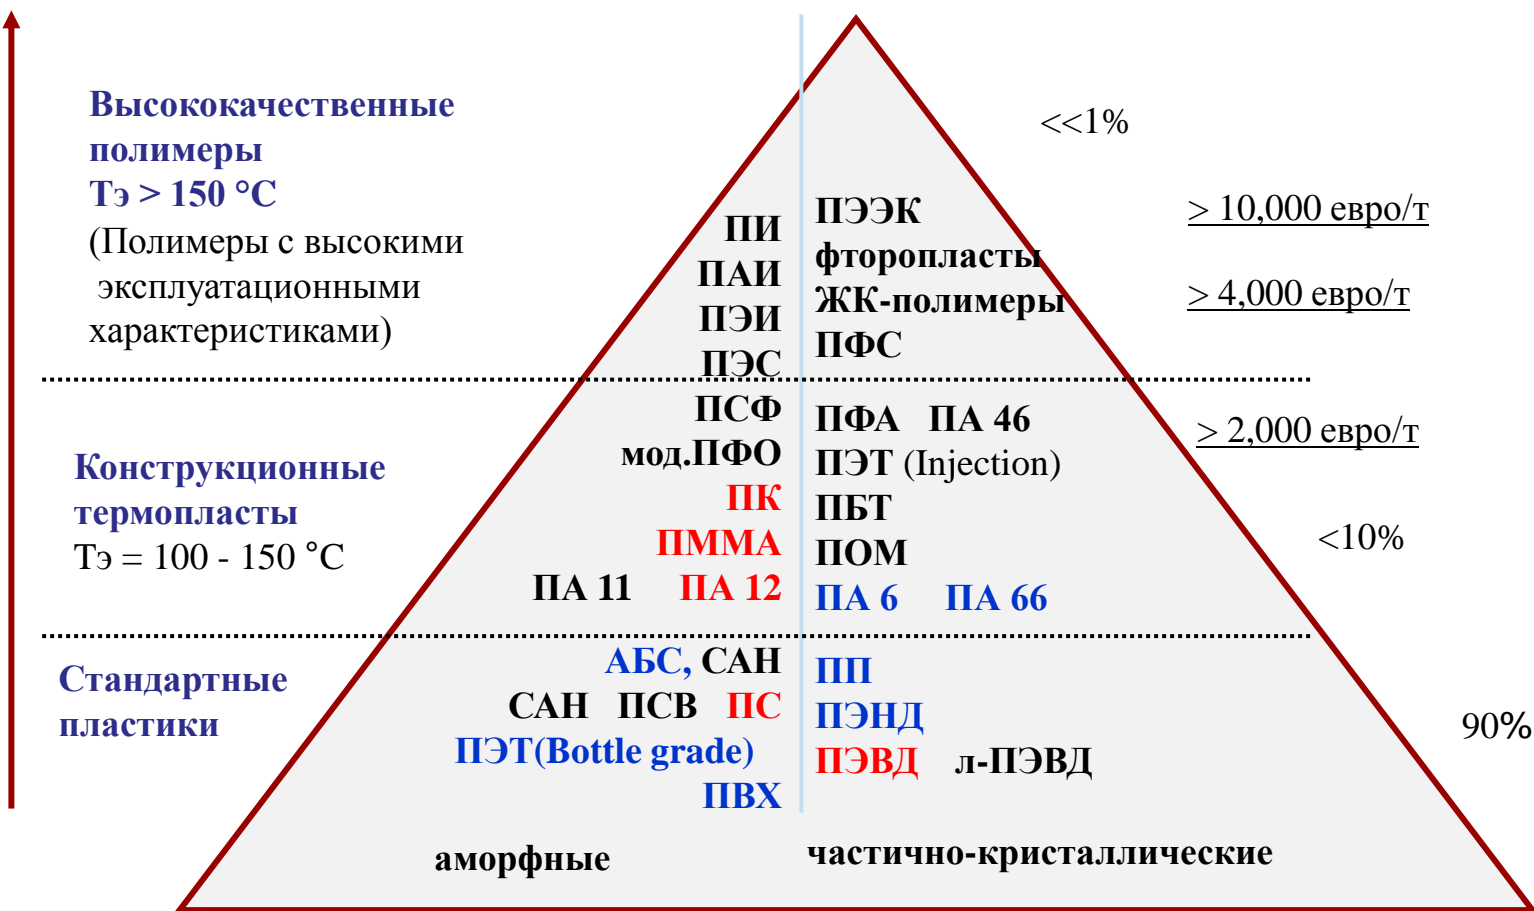 Высококачественные
полимеры
Тэ > 150 °C
(Полимеры с высокими
эксплуатационными
характеристиками)
<<1%
> 10,000 евро/т
> 4,000 евро/т
ПИ
ПАИ
ПЭИ
ПЭС
ПЭЭК
фторопласты
ЖК-полимеры
ПФС
Конструкционные
термопласты
Тэ = 100 - 150 °C
ПСФ
мод.ПФО
ПК
ПММА
ПА 11 ПА 12
ПФА ПА 46
ПЭТ (Injection)
ПБТ
ПОМ
ПА 6 ПА 66
> 2,000 евро/т
<10%
Стандартные
пластики
АБС, САН
САН ПСВ ПС
ПЭТ(Bottle grade)
ПВХ
ПП
ПЭНД
ПЭВД л-ПЭВД
90%
аморфные
частично-кристаллические